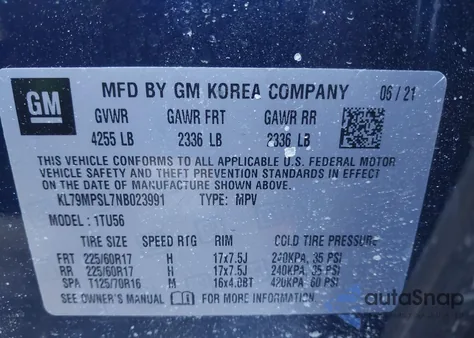 GM
MFD BY GM KOREA COMPANY 06/21
GVWR GAWR FRT GAWR RR
4255 LB 2336 LB 2336 LB
THIS VEHICLE CONFORMS TO ALL APPLICABLE U.S. FEDERAL MOTOR
VEHICLE SAFETY AND THEFT PREVENTION STANDARDS IN EFFECT
ON THE DATE OF MANUFACTURE SHOWN ABOVE.
KL79MPSL7NB023991 TYPE: MPV
MODEL: 1TU56
TIRE SIZE SPEED RTG RIM COLD TIRE PRESSURE
FRT 225/60R17 H 17x7.5J 240KPA, 35 PSI
RR 225/60R17 H 17x7.5J 240KPA, 35 PSI
SPA T125/70R16 M 16x4.0BT 420KPA, 60 PSI
SEE OWNER'S MANUAL FOR MORE INFORMATION
autoSnap